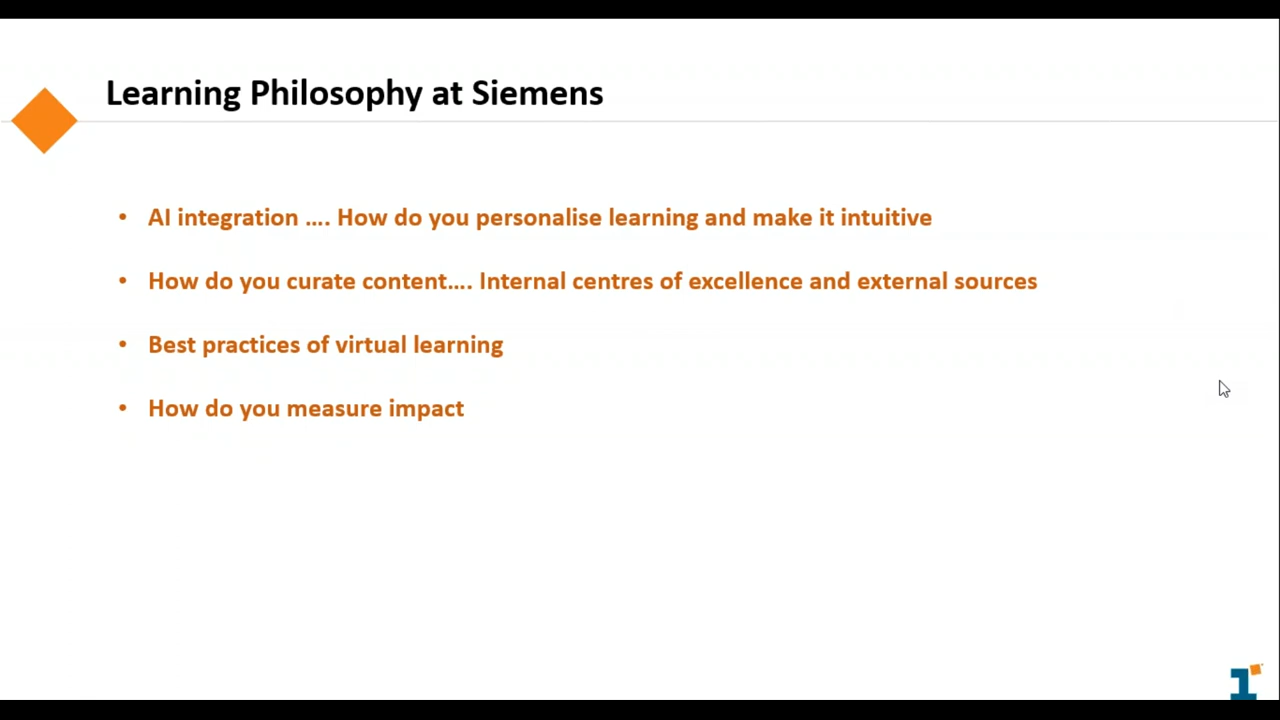 Learning Philosophy at Siemens
• AI integration .... How do you personalise learning and make it intuitive
• How do you curate content.... Internal centres of excellence and external sources
• Best practices of virtual learning
• How do you measure impact
1